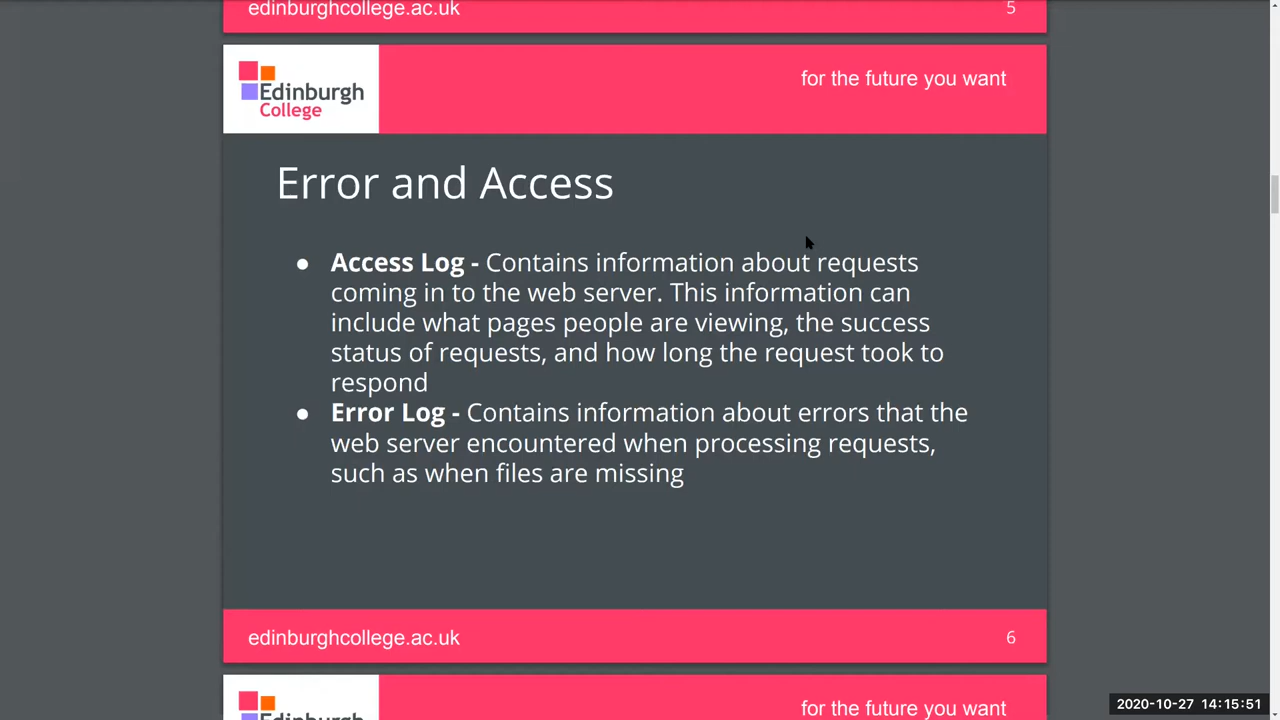 edinburghcollege.ac.uk
5
Edinburgh
College
for the future you want
Error and Access
● Access Log - Contains information about requests
coming in to the web server. This information can
include what pages people are viewing, the success
status of requests, and how long the request took to
respond
● Error Log - Contains information about errors that the
web server encountered when processing requests,
such as when files are missing
edinburghcollege.ac.uk
6
Edinburgh
for the future you want
2020-10-27 14:15:51